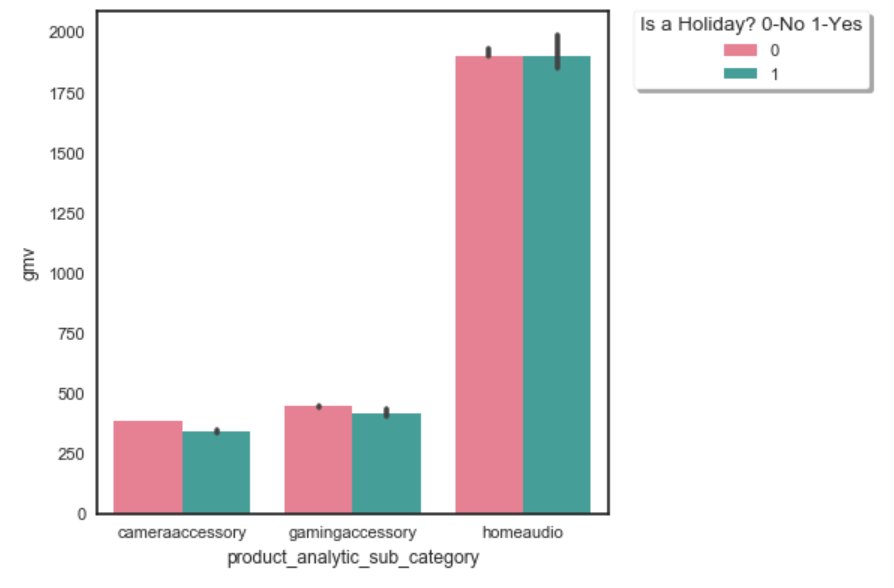 Is a Holiday? 0-No 1-Yes
0
1
2000
1750
1500
1250
1000
750
500
250
0
gmv
cameraaccessory gamingaccessory homeaudio
product_analytic_sub_category